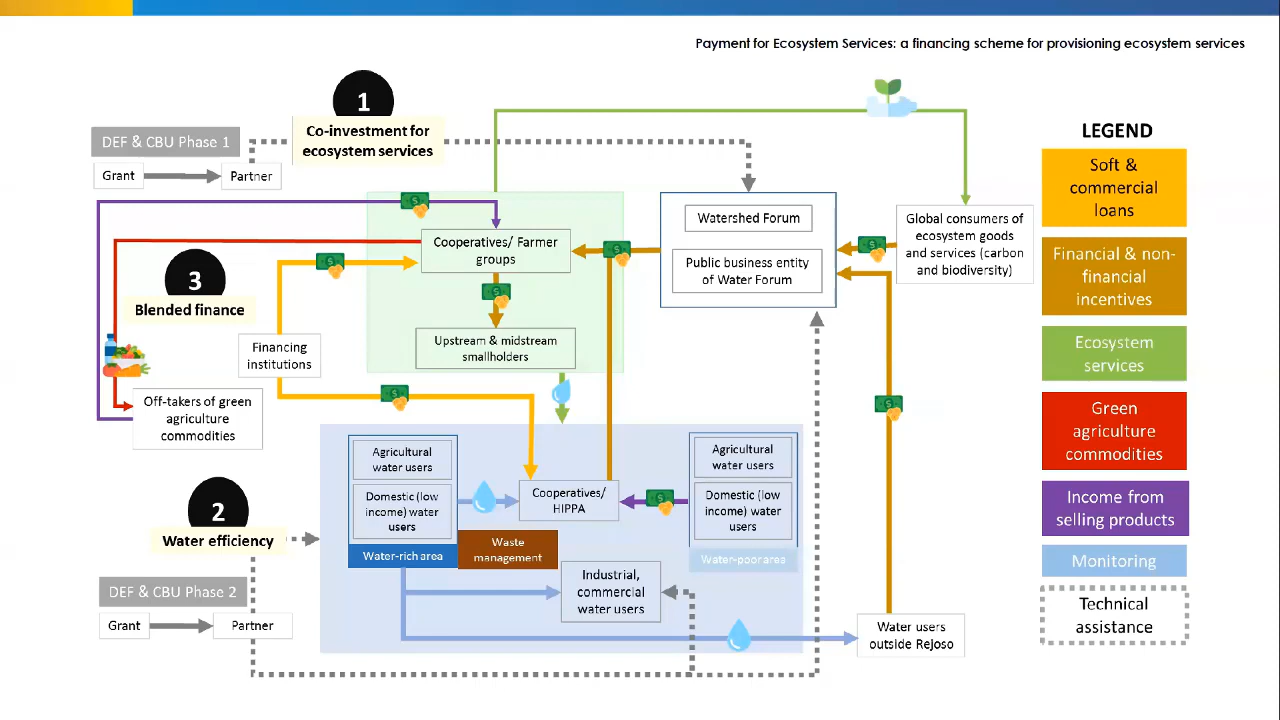 Payment for Ecosystem Services: a financing scheme for provisioning ecosystem services
1
Co-investment for
ecosystem services
DEF & CBU Phase 1
Grant
Partner
Cooperatives/ Farmer
groups
Upstream & midstream
smallholders
Watershed Forum
Public business entity
of Water Forum
Global consumers of
ecosystem goods
and services (carbon
and biodiversity)
3
Blended finance
Financing
institutions
Off-takers of green
agriculture
commodities
2
Water efficiency
DEF & CBU Phase 2
Grant
Partner
Agricultural
water users
Domestic (low
income) water
users
Water-rich area
Waste
management
Cooperatives/
HIPPA
Industrial,
commercial
water users
Agricultural
water users
Domestic (low
income) water
users
Water-poor area
Water users
outside Rejoso
LEGEND
Soft &
commercial
loans
Financial & non-
financial
incentives
Ecosystem
services
Green
agriculture
commodities
Income from
selling products
Monitoring
Technical
assistance